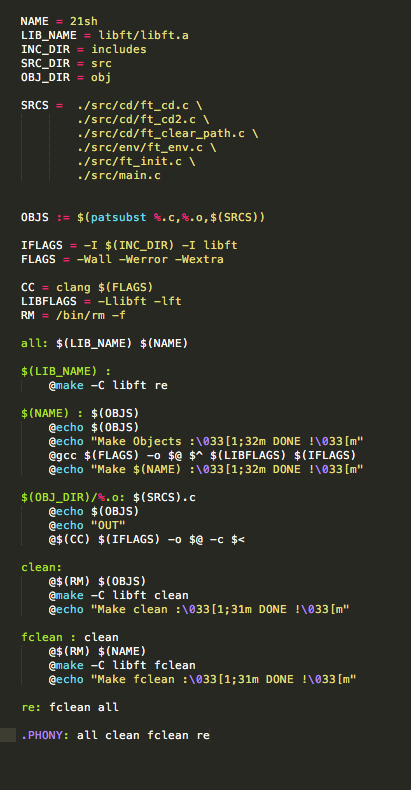 NAME = 21sh
LIB_NAME = libft/libft.a
INC_DIR = includes
SRC_DIR = src
OBJ_DIR = obj
SRCS = ./src/cd/ft_cd.c \
./src/cd/ft_cd2.c \
./src/cd/ft_clear_path.c \
./src/env/ft_env.c \
./src/ft_init.c \
./src/main.c
OBJS := $(patsubst %.c,%.o,$(SRCS))
IFLAGS = -I $(INC_DIR) -I libft
FLAGS = -Wall -Werror -Wextra
CC = clang $(FLAGS)
LIBFLAGS = -Llibft -lft
RM = /bin/rm -f
all: $(LIB_NAME) $(NAME)
$(LIB_NAME) :
@make -C libft re
$(NAME) : $(OBJS)
@echo $(OBJS)
@echo "Make Objects :\033[1;32m DONE !\033[m"
@gcc $(FLAGS) -o $@ $^ $(LIBFLAGS) $(IFLAGS)
@echo "Make $(NAME) :\033[1;32m DONE !\033[m"
$(OBJ_DIR)/%.o: $(SRCS).c
@echo $(OBJS)
@echo "OUT"
@$(CC) $(IFLAGS) -o $@ -c $<
clean:
@$(RM) $(OBJS)
@make -C libft clean
@echo "Make clean :\033[1;31m DONE !\033[m"
fclean : clean
@$(RM) $(NAME)
@make -C libft fclean
@echo "Make fclean :\033[1;31m DONE !\033[m"
re: fclean all
.PHONY: all clean fclean re